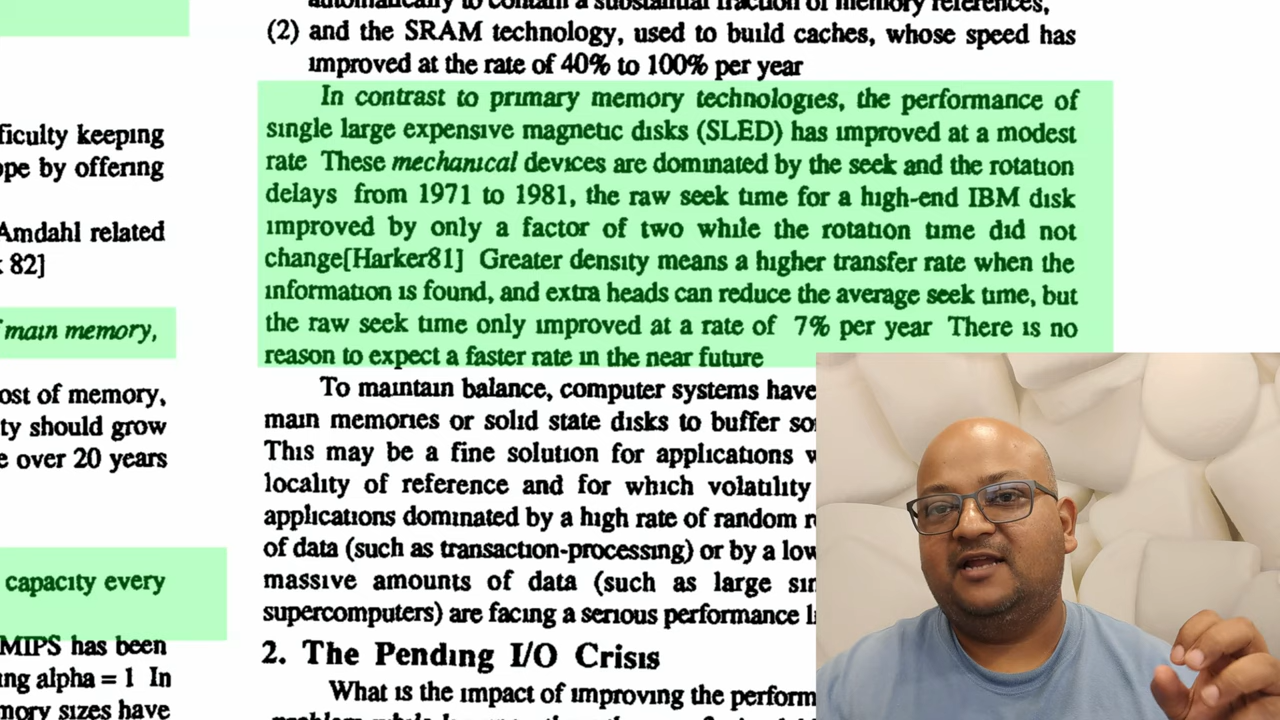 fficulty keeping
ope by offering
Amdahl related
82]
main memory,
ost of memory,
ty should grow
e over 20 years
capacity every
MIPS has been
ng alpha = 1 In
mory sizes have
automatically to contain a substantial fraction of memory references,
(2) and the SRAM technology, used to build caches, whose speed has
improved at the rate of 40% to 100% per year
In contrast to primary memory technologies, the performance of
single large expensive magnetic disks (SLED) has improved at a modest
rate These mechanical devices are dominated by the seek and the rotation
delays from 1971 to 1981, the raw seek time for a high-end IBM disk
improved by only a factor of two while the rotation time did not
change[Harker81] Greater density means a higher transfer rate when the
information is found, and extra heads can reduce the average seek time, but
the raw seek time only improved at a rate of 7% per year There is no
reason to expect a faster rate in the near future
To maintain balance, computer systems have
main memories or solid state disks to buffer so
This may be a fine solution for applications w
locality of reference and for which volatility
applications dominated by a high rate of random r
of data (such as transaction-processing) or by a low
massive amounts of data (such as large sim
supercomputers) are facing a serious performance l
2. The Pending I/O Crisis
What is the impact of improving the perform